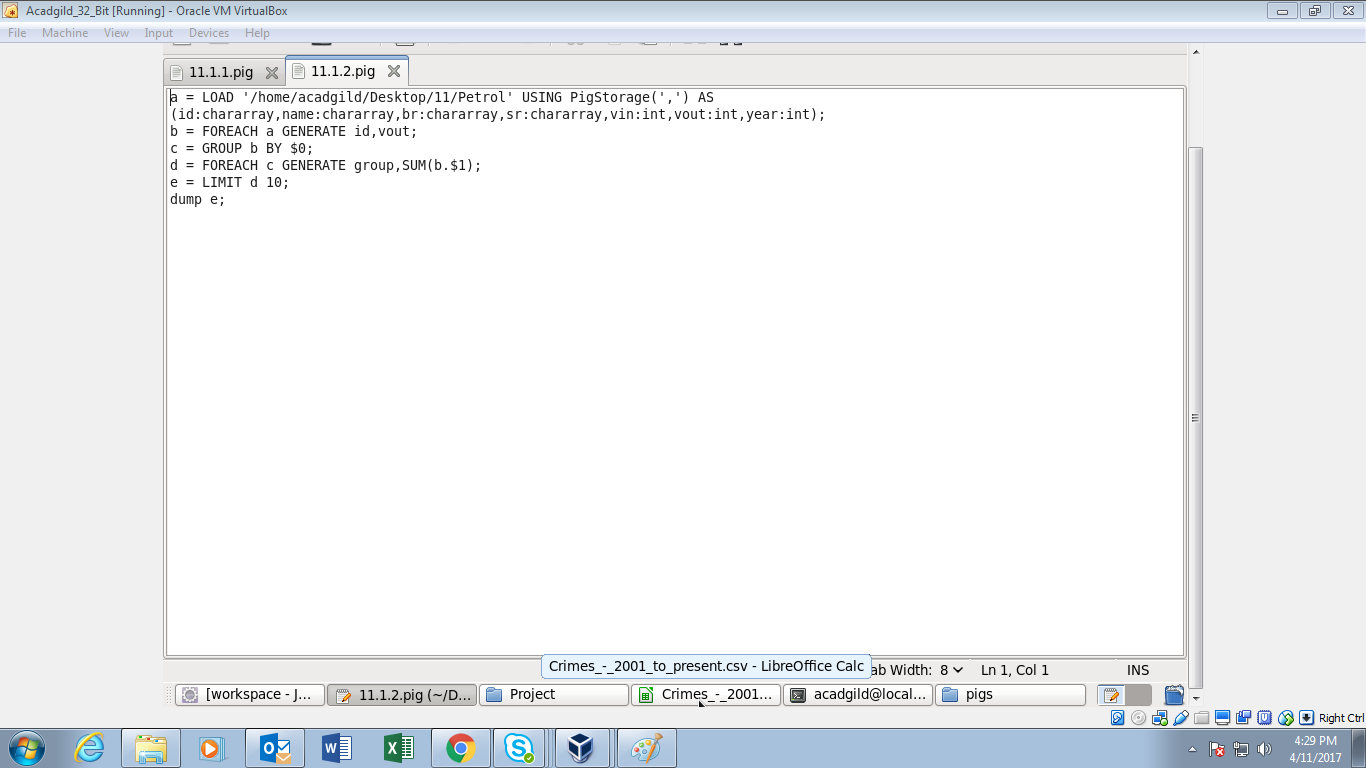 Acadgild_32_Bit [Running] - Oracle VM VirtualBox
File Machine View Input Devices Help
11.1.1.pig 11.1.2.pig
a = LOAD '/home/acadgild/Desktop/11/Petrol' USING PigStorage(',') AS
(id:chararray,name:chararray,br:chararray,sr:chararray,vin:int,vout:int,year:int);
b = FOREACH a GENERATE id,vout;
c = GROUP b BY $0;
d = FOREACH c GENERATE group,SUM(b.$1);
e = LIMIT d 10;
dump e;
Crimes_-_2001_to_present.csv - LibreOffice Calc
ab Width: 8 Ln 1, Col 1 INS
[workspace - J... 11.1.2.pig (~/D... Project Crimes_-_2001... acadgild@local... pigs
Right Ctrl
4:29 PM
4/11/2017